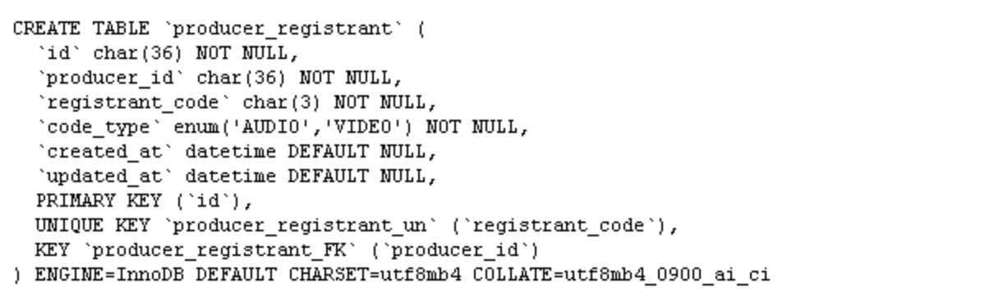 CREATE TABLE `producer_registrant` (
  `id` char(36) NOT NULL,
  `producer_id` char(36) NOT NULL,
  `registrant_code` char(3) NOT NULL,
  `code_type` enum('AUDIO','VIDEO') NOT NULL,
  `created_at` datetime DEFAULT NULL,
  `updated_at` datetime DEFAULT NULL,
  PRIMARY KEY (`id`),
  UNIQUE KEY `producer_registrant_un` (`registrant_code`),
  KEY `producer_registrant_FK` (`producer_id`)
) ENGINE=InnoDB DEFAULT CHARSET=utf8mb4 COLLATE=utf8mb4_0900_ai_ci